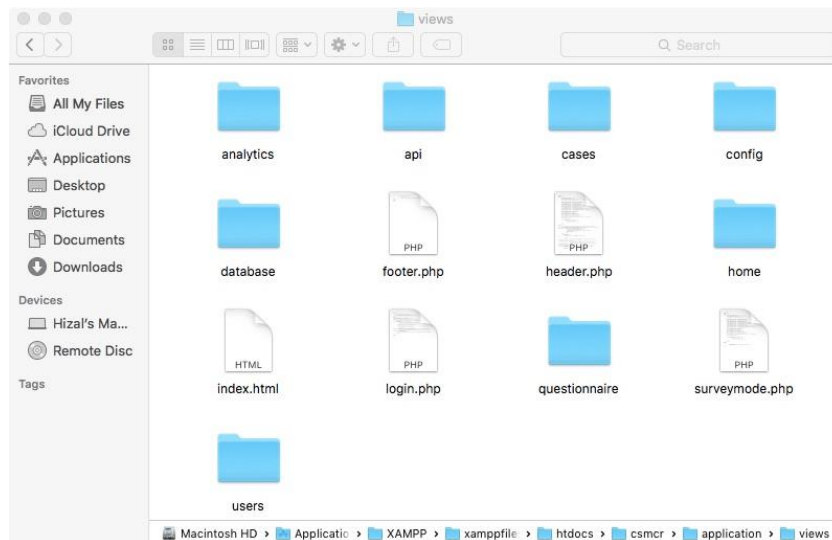 views
Search
Favorites
All My Files
iCloud Drive
Applications
Desktop
Pictures
Documents
Downloads
Devices
Hizal's Ma...
Remote Disc
Tags
analytics api cases config
PHP PHP
database footer.php header.php home
HTML PHP PHP
index.html login.php questionnaire surveymode.php
users
Macintosh HD › Applicatio › XAMPP › xamppfile › htdocs › csmcr › application › views